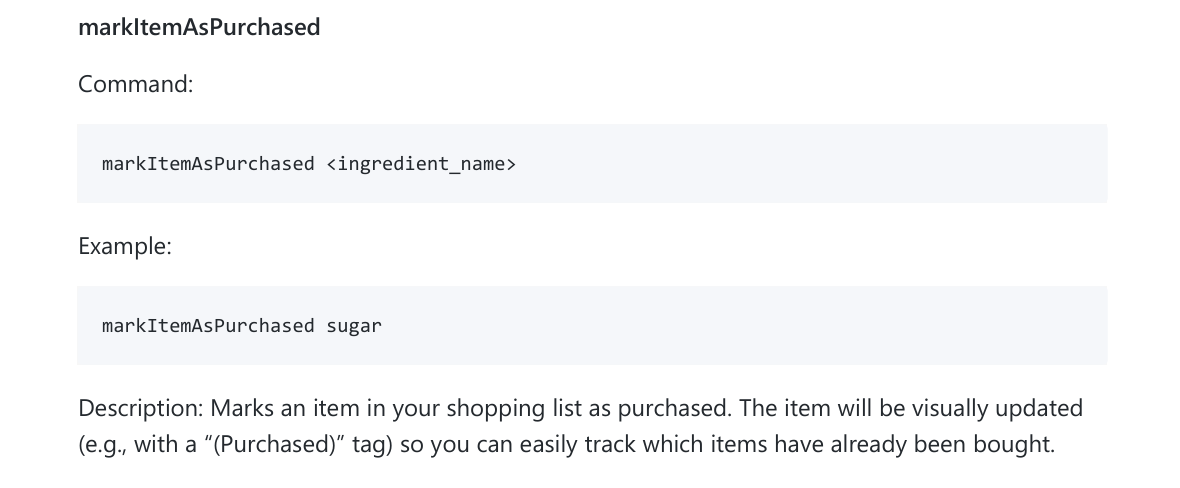 markItemAsPurchased
Command:
markItemAsPurchased <ingredient_name>
Example:
markItemAsPurchased sugar
Description: Marks an item in your shopping list as purchased. The item will be visually updated
(e.g., with a “(Purchased)” tag) so you can easily track which items have already been bought.